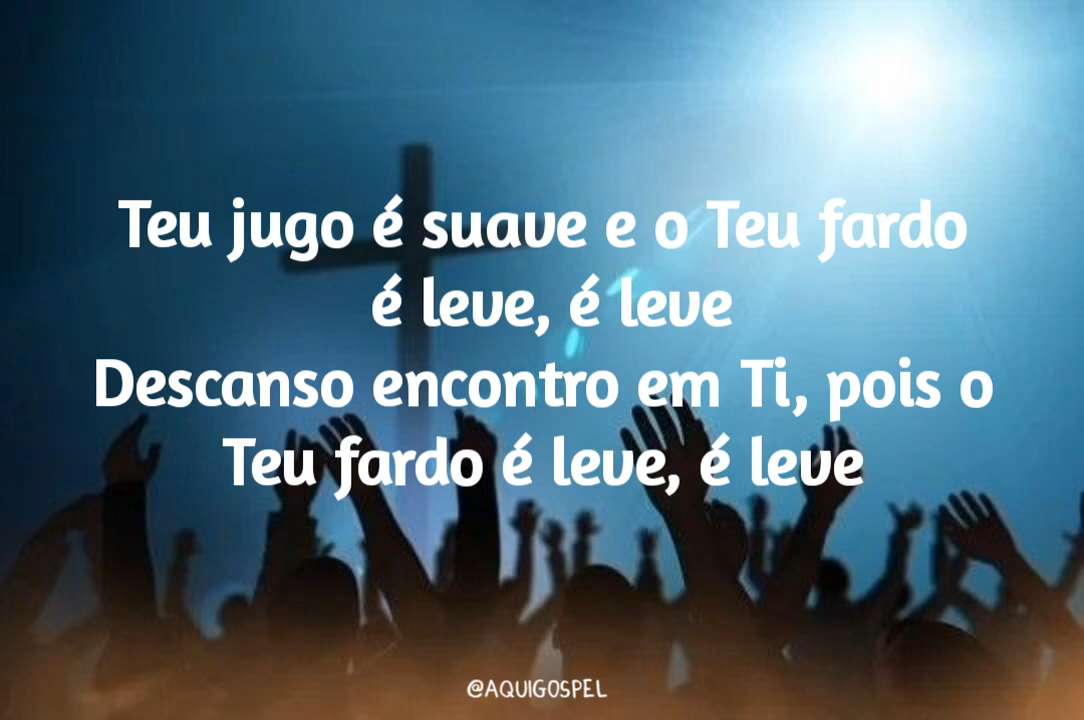 Teu jugo é suave e o Teu fardo
é leve, é leve
Descanso encontro em Ti, pois o
Teu fardo é leve, é leve
@AQUIGOSPEL